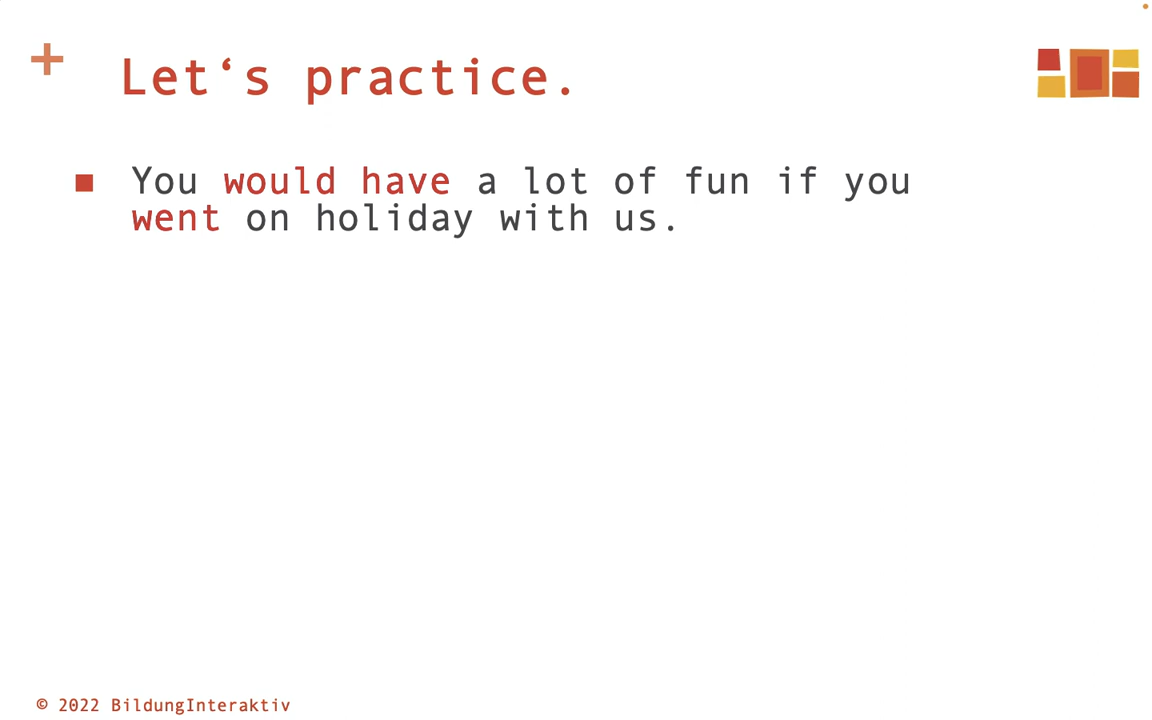 Let‘s practice.
You would have a lot of fun if you
went on holiday with us.
© 2022 BildungInteraktiv